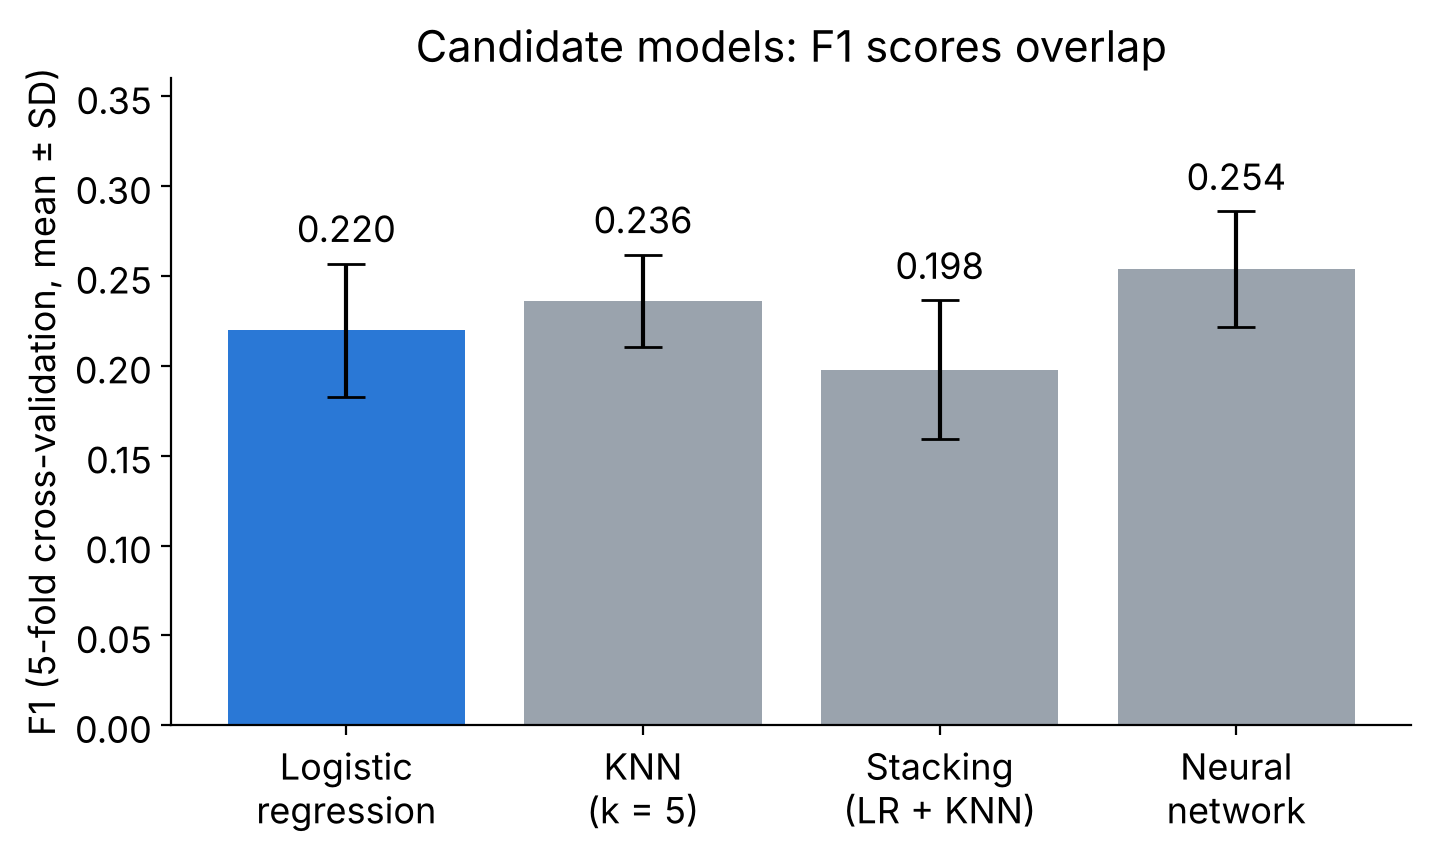 Candidate models: F1 scores overlap
F1 (5-fold cross-validation, mean ± SD)
0.35
0.30
0.25
0.20
0.15
0.10
0.05
0.00
0.220
0.236
0.198
0.254
Logistic
regression
KNN
(k = 5)
Stacking
(LR + KNN)
Neural
network